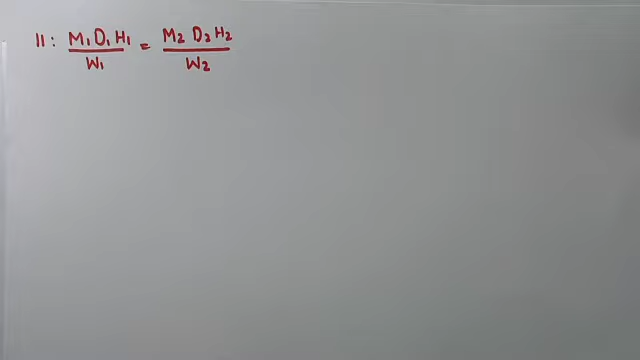 11: M₁ D₁ H₁ / W₁ = M₂ D₂ H₂ / W₂